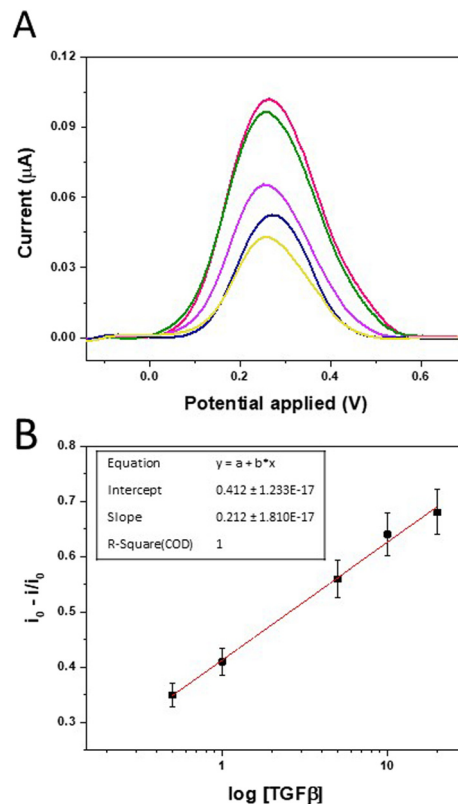 A
0.12
0.09
0.06
0.03
0.00
Current (μA)
0.0 0.2 0.4 0.6
Potential applied (V)
B
0.8
0.7
0.6
0.5
0.4
0.3
i₀ - i/i₀
Equation y = a + b*x
Intercept 0.412 ± 1.233E-17
Slope 0.212 ± 1.810E-17
R-Square(COD) 1
1 10
log [TGFβ]